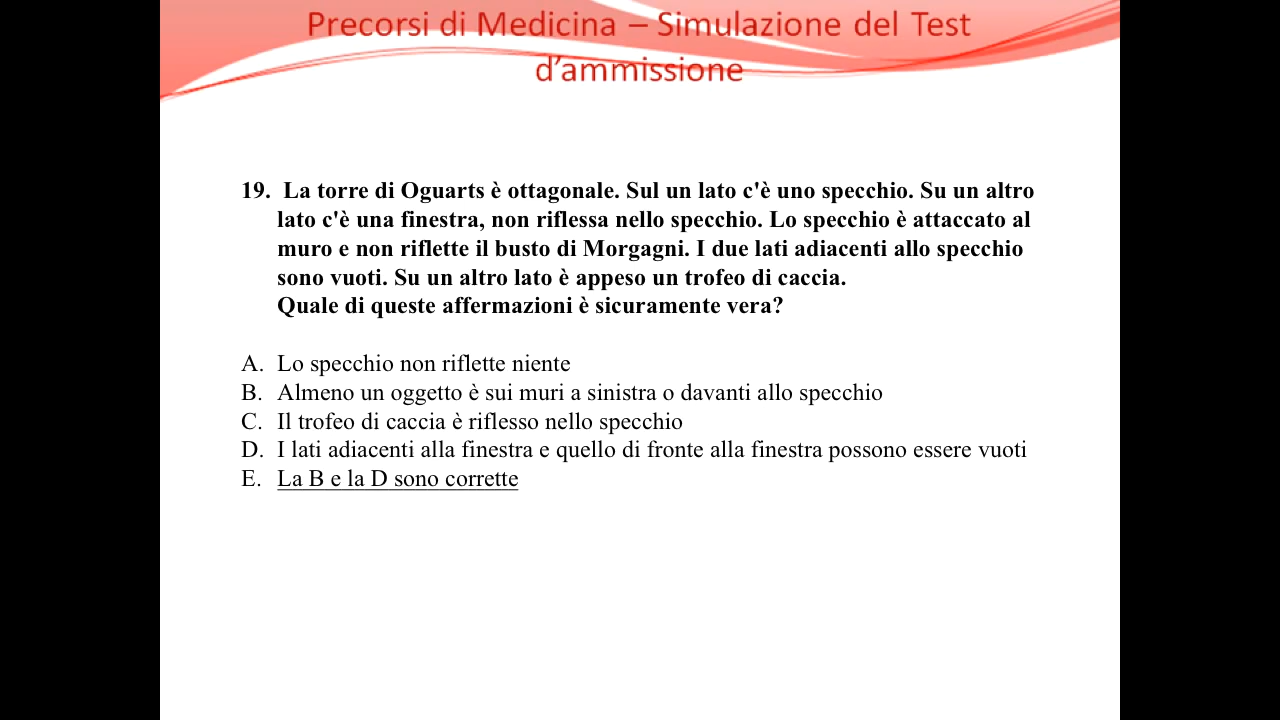 Precorsi di Medicina – Simulazione del Test
d'ammissione
19. La torre di Oguarts è ottagonale. Sul un lato c'è uno specchio. Su un altro
lato c'è una finestra, non riflessa nello specchio. Lo specchio è attaccato al
muro e non riflette il busto di Morgagni. I due lati adiacenti allo specchio
sono vuoti. Su un altro lato è appeso un trofeo di caccia.
Quale di queste affermazioni è sicuramente vera?
A. Lo specchio non riflette niente
B. Almeno un oggetto è sui muri a sinistra o davanti allo specchio
C. Il trofeo di caccia è riflesso nello specchio
D. I lati adiacenti alla finestra e quello di fronte alla finestra possono essere vuoti
E. La B e la D sono corrette